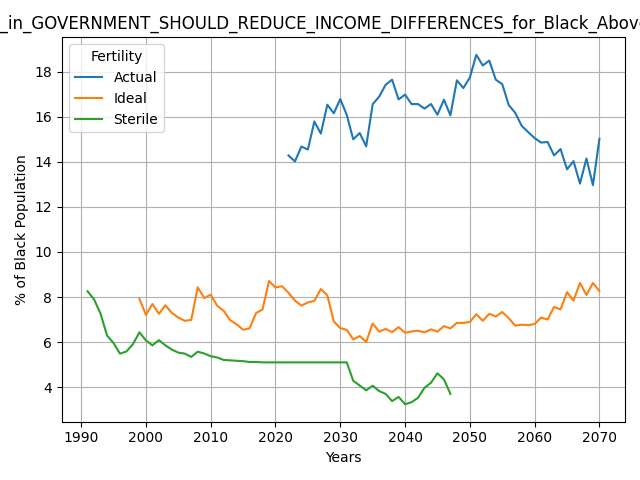 _in_GOVERNMENT_SHOULD_REDUCE_INCOME_DIFFERENCES_for_Black_Above
Fertility
Actual
Ideal
Sterile
% of Black Population
18
16
14
12
10
8
6
4
1990 2000 2010 2020 2030 2040 2050 2060 2070
Years